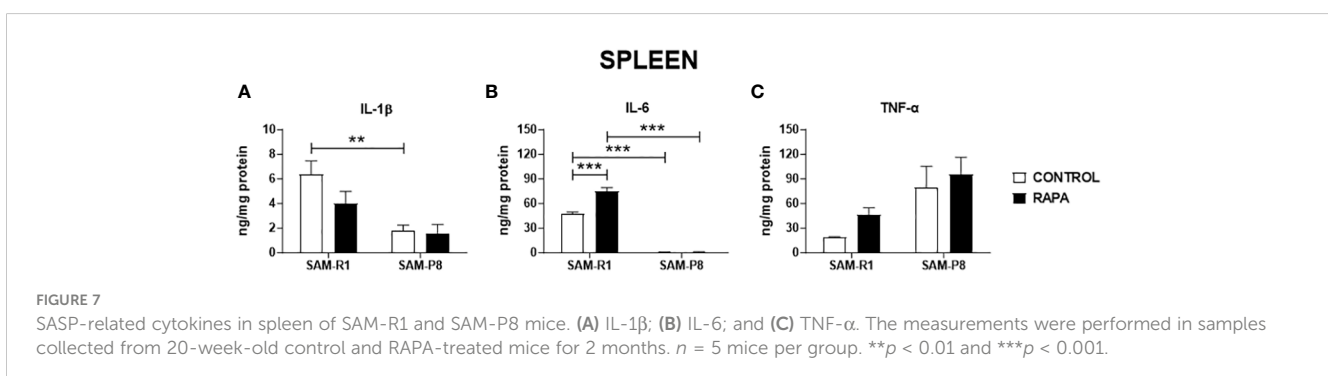 SPLEEN
A
IL-1β
ng/mg protein
10
8
6
4
2
0
**
SAM-R1 SAM-P8
B
IL-6
ng/mg protein
150
120
90
60
30
0
***
***
***
SAM-R1 SAM-P8
C
TNF-α
ng/mg protein
150
120
90
60
30
0
SAM-R1 SAM-P8
CONTROL
RAPA
FIGURE 7
SASP-related cytokines in spleen of SAM-R1 and SAM-P8 mice. (A) IL-1β; (B) IL-6; and (C) TNF-α. The measurements were performed in samples
collected from 20-week-old control and RAPA-treated mice for 2 months. n = 5 mice per group. **p < 0.01 and ***p < 0.001.